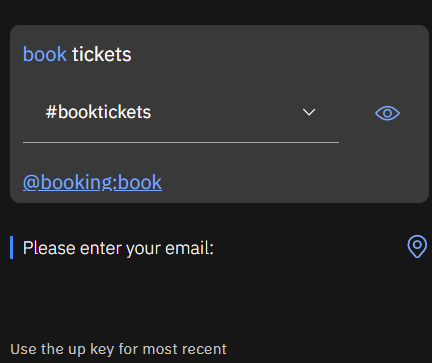 book tickets
#booktickets
@booking:book
Please enter your email:
Use the up key for most recent